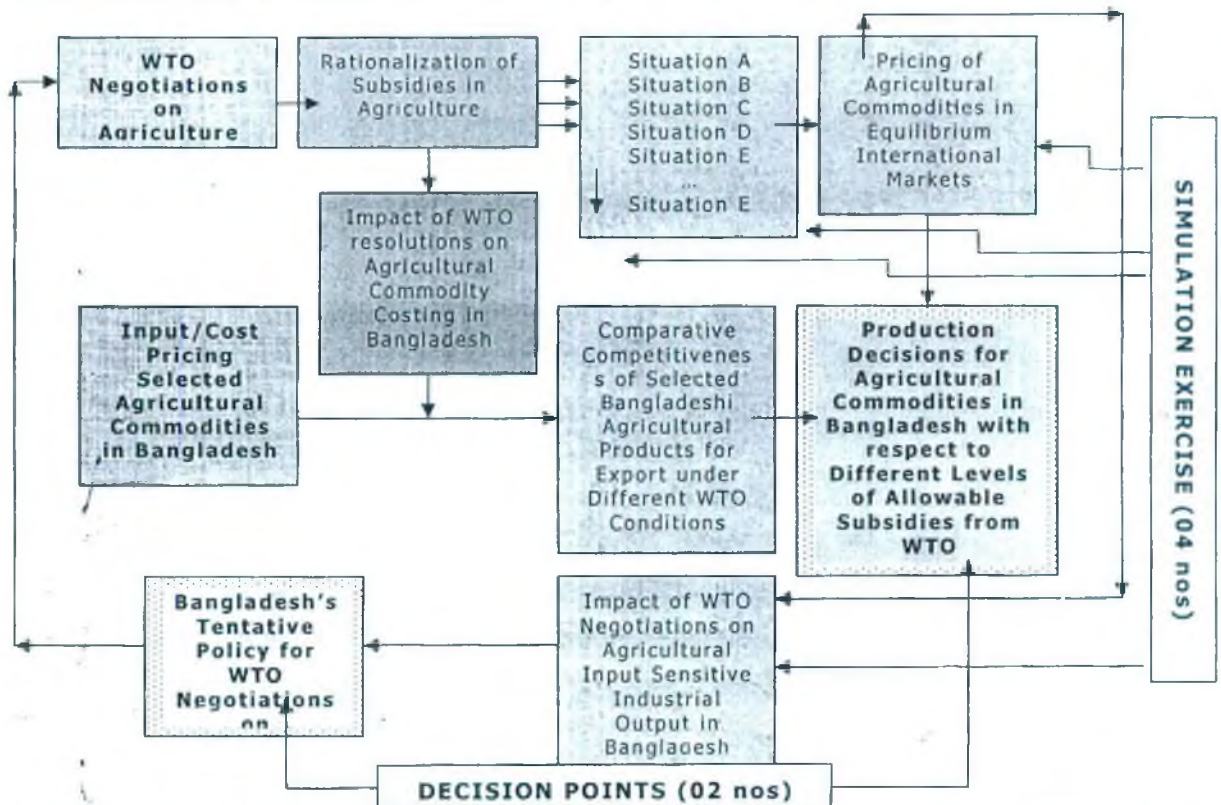 WTO
Negotiations
on
Agriculture
Rationalization of
Subsidies in
Agriculture
Situation A
Situation B
Situation C
Situation D
Situation E
...
Situation E
Pricing of
Agricultural
Commodities in
Equilibrium
International
Markets
Impact of WTO
resolutions on
Agricultural
Commodity
Costing in
Bangladesh
Input/Cost
Pricing
Selected
Agricultural
Commodities
in Bangladesh
Comparative
Competitivenes
s of Selected
Bangladeshi
Agricultural
Products for
Export under
Different WTO
Conditions
Production
Decisions for
Agricultural
Commodities in
Bangladesh with
respect to
Different Levels
of Allowable
Subsidies from
WTO
SIMULATION EXERCISE (04 nos)
Bangladesh's
Tentative
Policy for
WTO
Negotiations
on
Impact of WTO
Negotiations on
Agricultural
Input Sensitive
Industrial
Output in
Bangladesh
DECISION POINTS (02 nos)